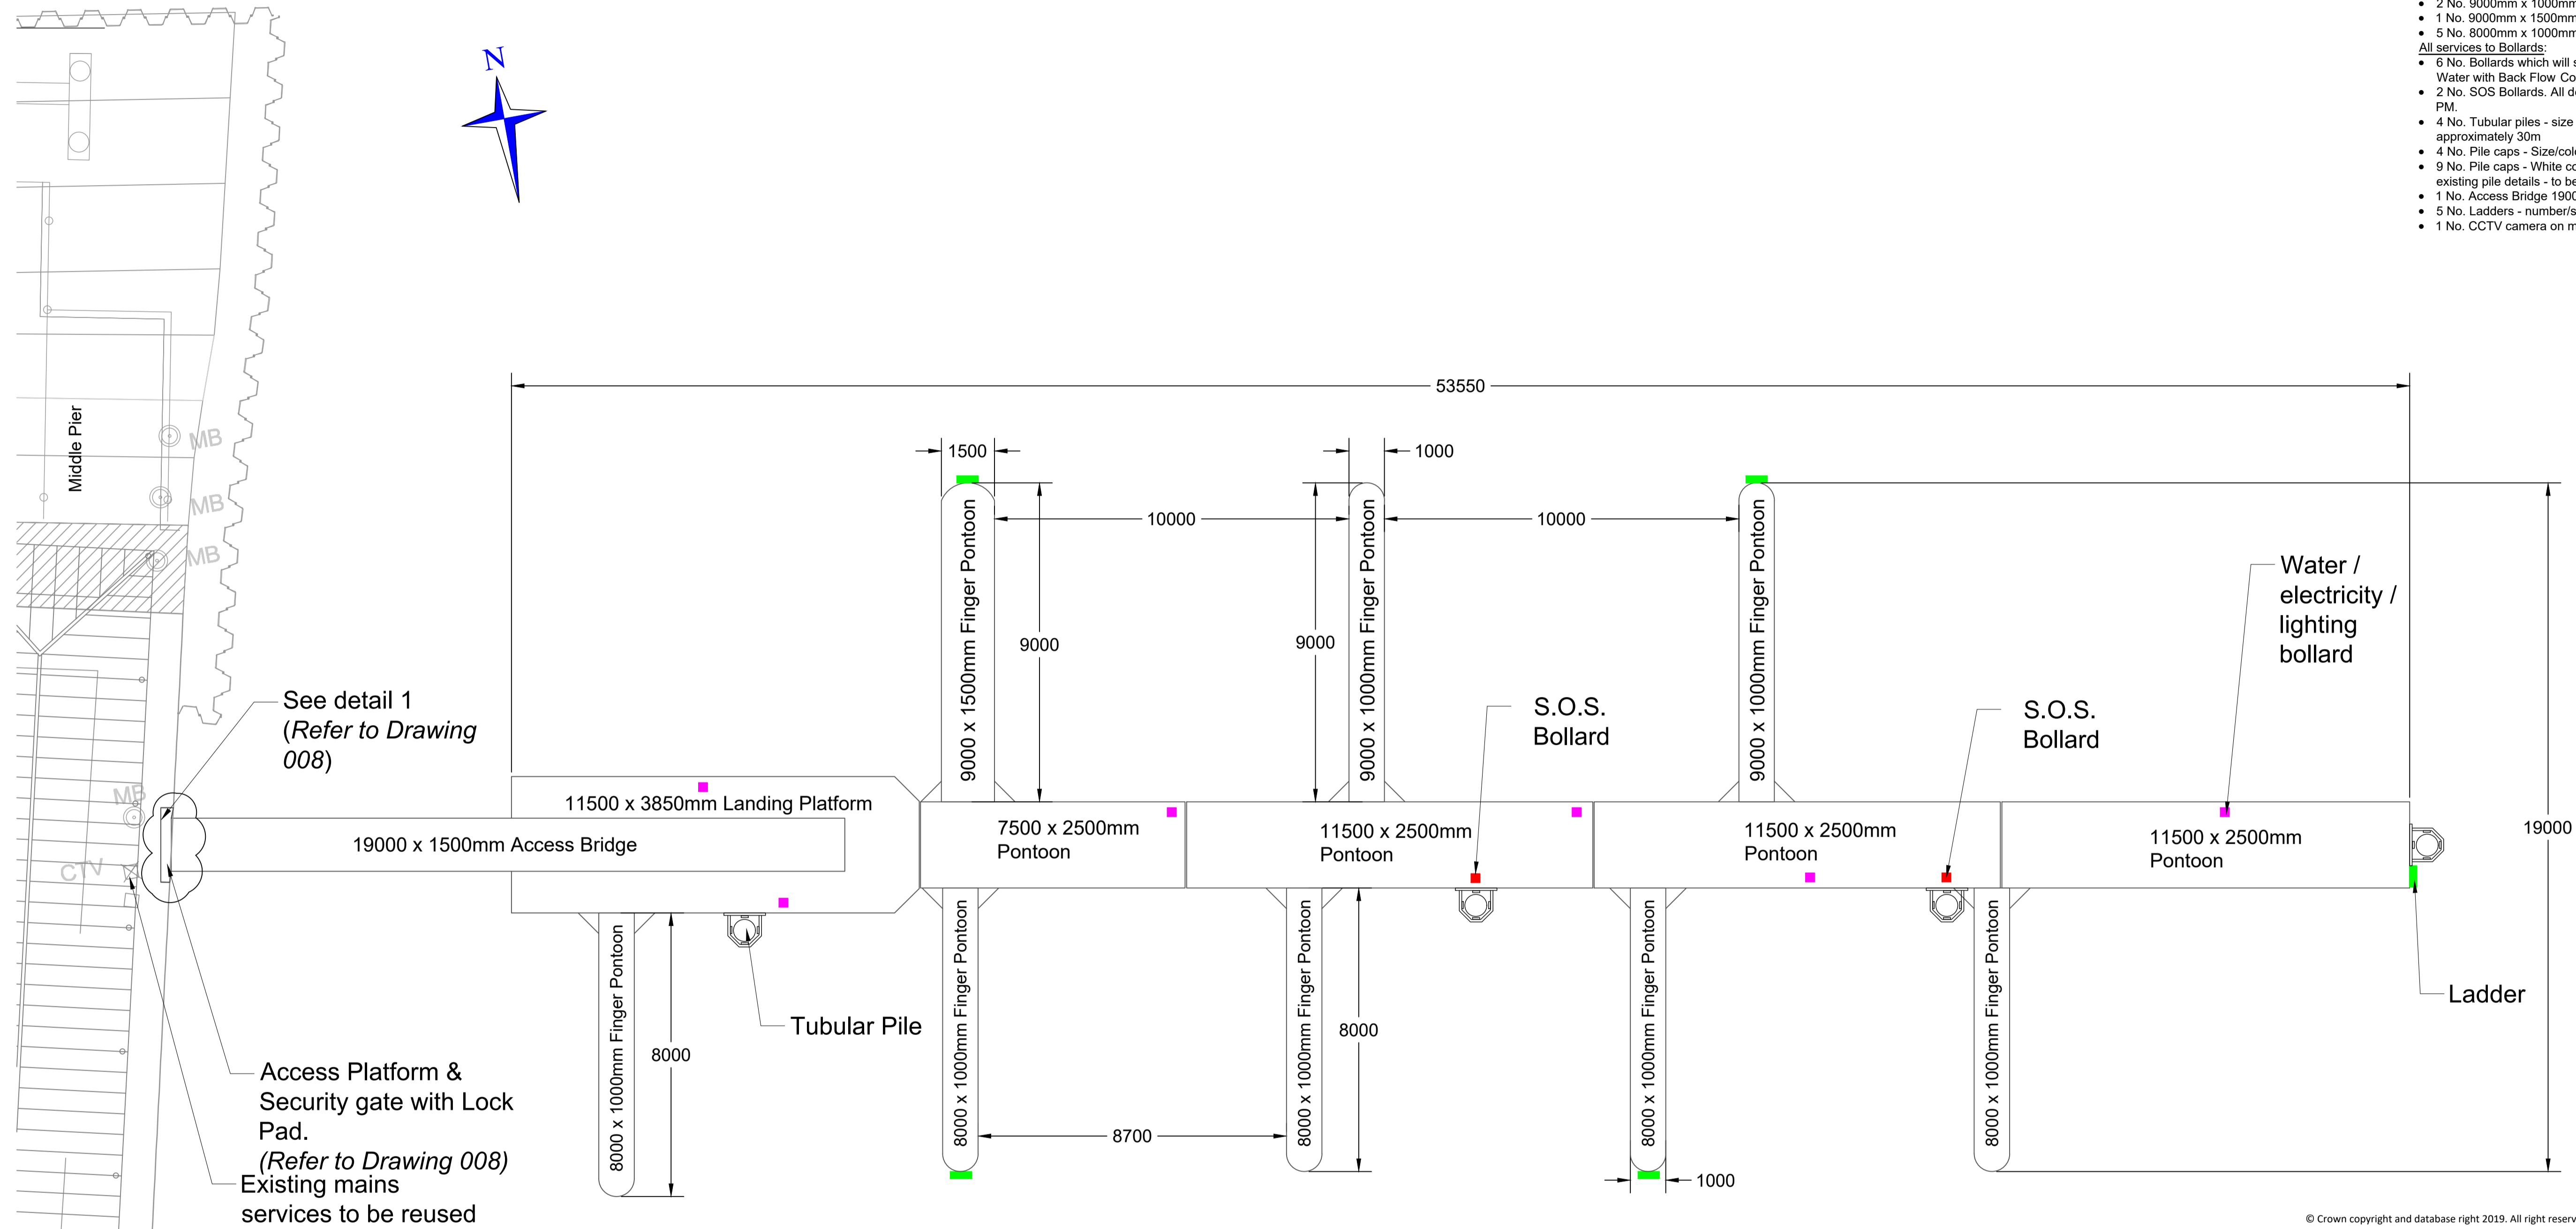 2 No. 9000mm x 1000mm
1 No. 9000mm x 1500mm
5 No. 8000mm x 1000mm
All services to Bollards:
6 No. Bollards which will
Water with Back Flow
2 No. SOS Bollards. All
PM.
4 No. Tubular piles - size
approximately 30m
4 No. Pile caps -
9 No. Pile caps - White
existing pile details - to be
1 No. Access Bridge
5 No. Ladders -
1 No. CCTV camera on
N
Middle Pier
MB
MB
MB
MB
CTV
53550
1500
1000
10000
10000
9000
9000
19000
9000 x 1500mm Finger Pontoon
9000 x 1000mm Finger Pontoon
9000 x 1000mm Finger Pontoon
Water /
electricity /
lighting
bollard
See detail 1
(Refer to Drawing
008)
S.O.S.
Bollard
S.O.S.
Bollard
11500 x 3850mm Landing Platform
19000 x 1500mm Access Bridge
7500 x 2500mm
Pontoon
11500 x 2500mm
Pontoon
11500 x 2500mm
Pontoon
11500 x 2500mm
Pontoon
Ladder
Tubular Pile
8000 x 1000mm Finger Pontoon
8000 x 1000mm Finger Pontoon
8000 x 1000mm Finger Pontoon
8000 x 1000mm Finger Pontoon
8000 x 1000mm Finger Pontoon
8000
8000
8700
1000
Access Platform &
Security gate with Lock
Pad.
(Refer to Drawing 008)
Existing mains
services to be reused
© Crown copyright and database right 2019. All right